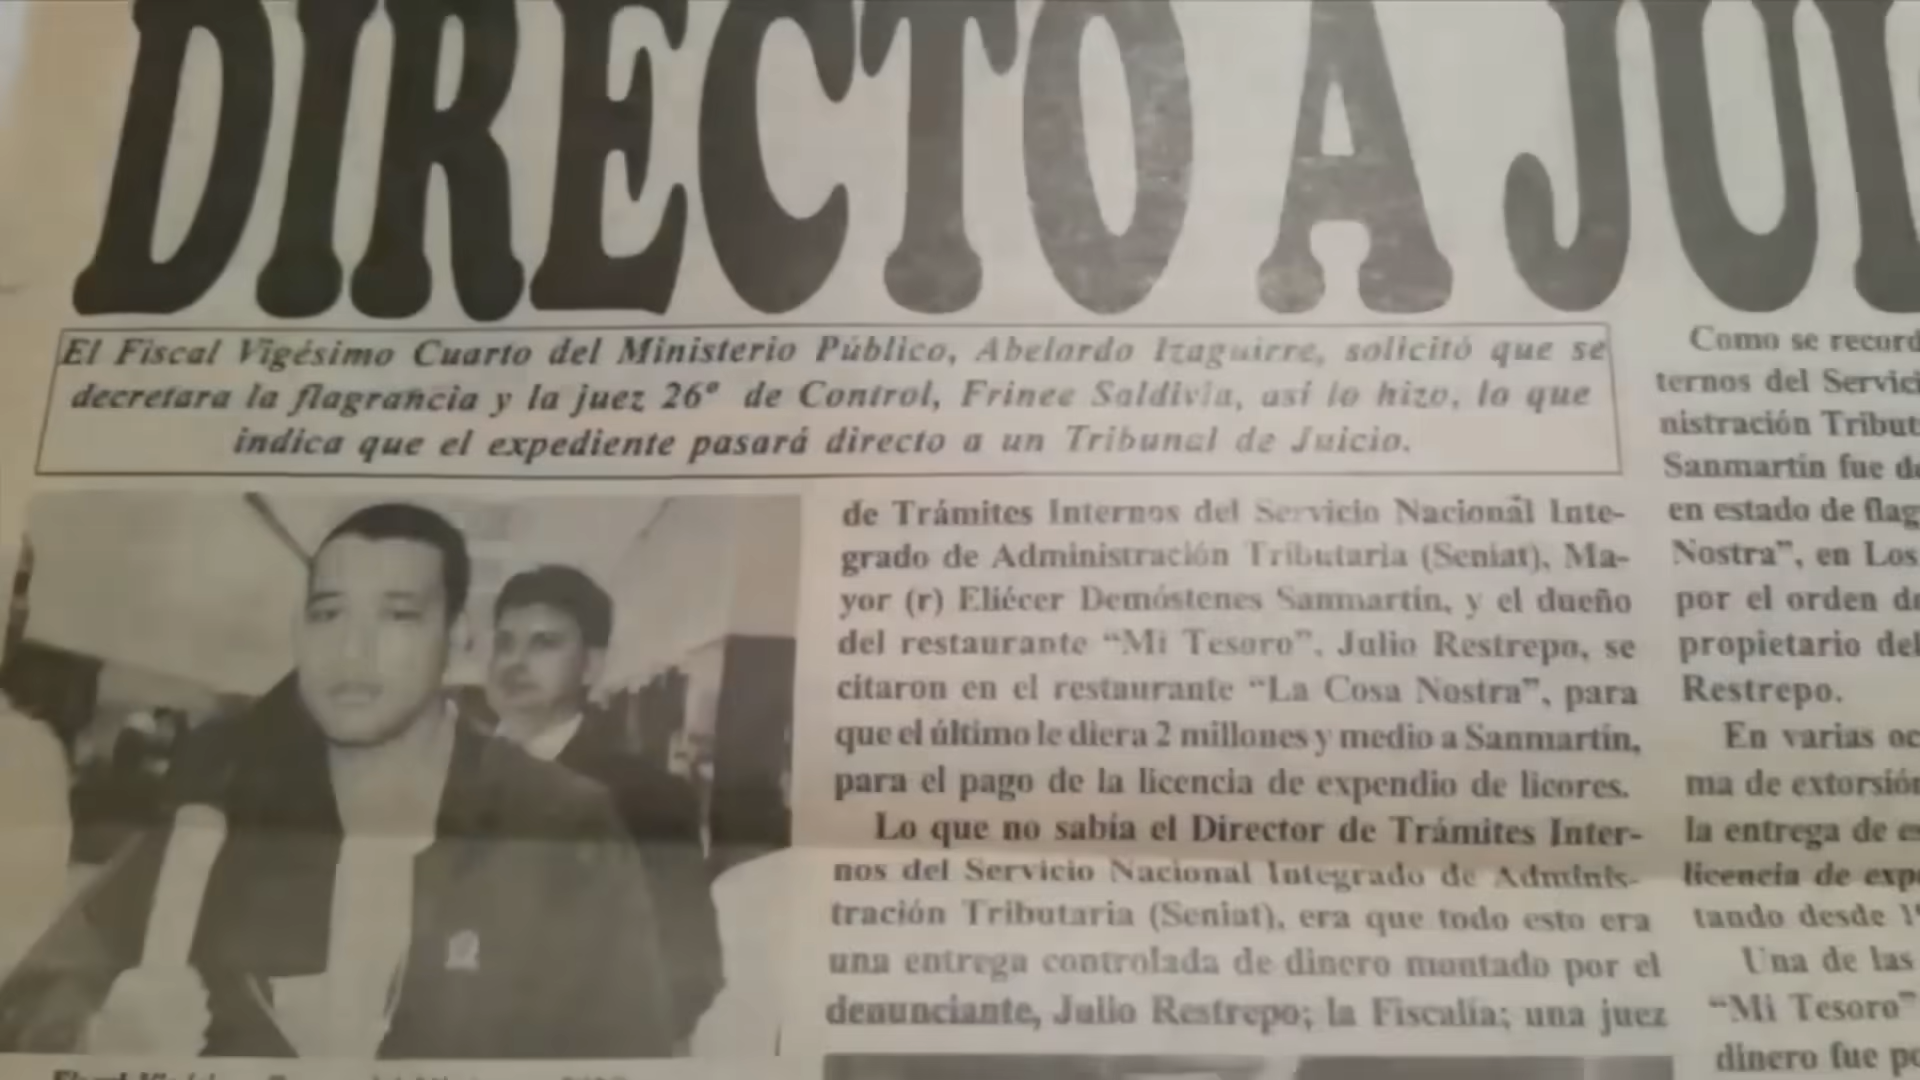 DIRECTO A JUI
El Fiscal Vigésimo Cuarto del Ministerio Público, Abelardo Izaguirre, solicitó que se
decretara la flagrancia y la juez 26° de Control, Frinee Saldivia, así lo hizo, lo que
indica que el expediente pasará directo a un Tribunal de Juicio.
de Trámites Internos del Servicio Nacional Inte-
grado de Administración Tributaria (Seniat), Ma-
yor (r) Eliécer Demóstenes Sanmartín, y el dueño
del restaurante “Mi Tesoro”, Julio Restrepo, se
citaron en el restaurante “La Cosa Nostra”, para
que el último le diera 2 millones y medio a Sanmartín,
para el pago de la licencia de expendio de licores.
Lo que no sabía el Director de Trámites Inter-
nos del Servicio Nacional Integrado de Adminis-
tración Tributaria (Seniat), era que todo esto era
una entrega controlada de dinero montado por el
denunciante, Julio Restrepo; la Fiscalía; una juez
Como se record
ternos del Servici
nistración Tribut
Sanmartín fue de
en estado de flag
Nostra”, en Los
por el orden de
propietario del
Restrepo.
En varias oc
ma de extorsión
la entrega de es
licencia de expe
tando desde 1
Una de las
“Mi Tesoro”
dinero fue po